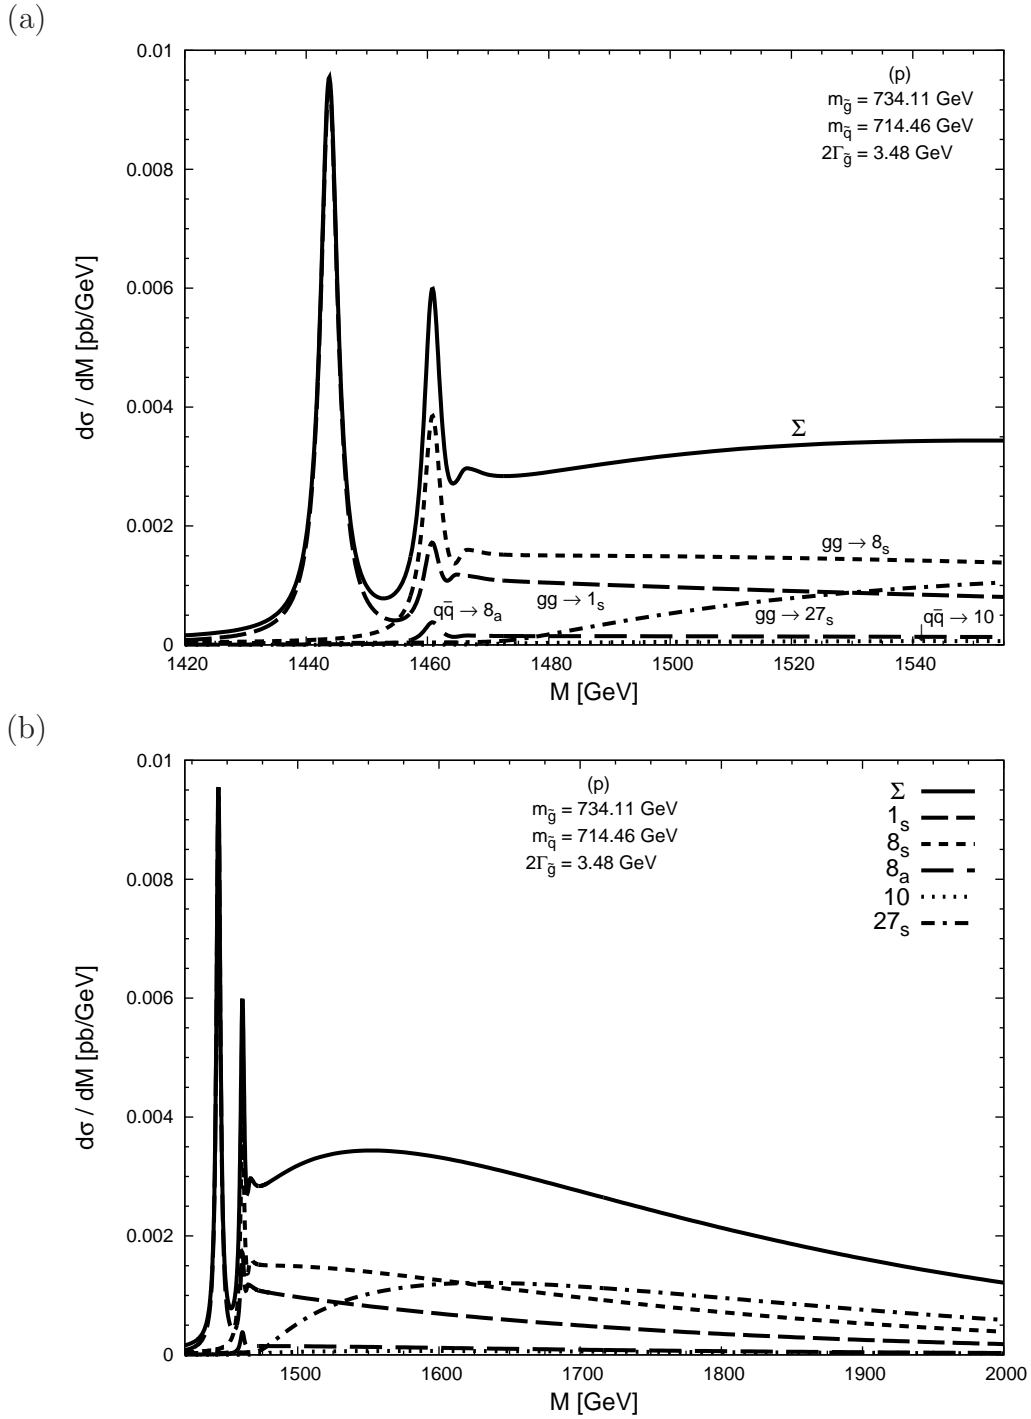 (a)
0.01
0.008
0.006
0.004
0.002
0
dσ / dM [pb/GeV]
(p)
m_g̃ = 734.11 GeV
m_q̃ = 714.46 GeV
2Γ_g̃ = 3.48 GeV
Σ
gg → 8_s
qq̄ → 8_a
gg → 1_s
gg → 27_s
qq̄ → 10
1420 1440 1460 1480 1500 1520 1540
M [GeV]
(b)
0.01
0.008
0.006
0.004
0.002
0
dσ / dM [pb/GeV]
(p)
m_g̃ = 734.11 GeV
m_q̃ = 714.46 GeV
2Γ_g̃ = 3.48 GeV
Σ
1_s
8_s
8_a
10
27_s
1500 1600 1700 1800 1900 2000
M [GeV]